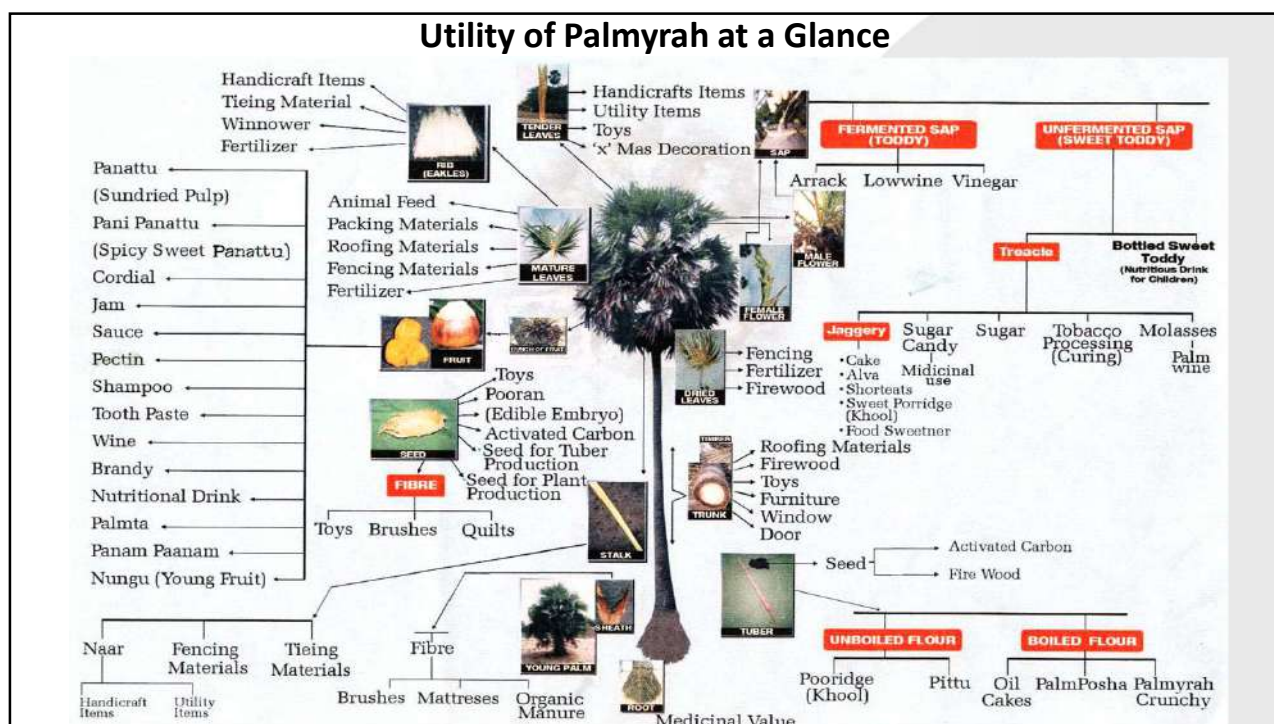 Utility of Palmyrah at a Glance
Handicraft Items
Tieing Material
Winnower
Fertilizer
RIB
(EAKLES)
TENDER
LEAVES
Handicrafts Items
Utility Items
Toys
'x' Mas Decoration
SAP
FERMENTED SAP
(TODDY)
UNFERMENTED SAP
(SWEET TODDY)
Arrack
Lowwine
Vinegar
Treacle
Bottled Sweet
Toddy
(Nutritious Drink
for Children)
Jaggery
• Cake
• Alva
• Shorteats
• Sweet Porridge
(Khool)
• Food Sweetner
Sugar
Candy
Midicinal
use
Sugar
Tobacco
Processing
(Curing)
Molasses
Palm
wine
MALE
FLOWER
FEMALE
FLOWER
Panattu
(Sundried Pulp)
Pani Panattu
(Spicy Sweet Panattu)
Cordial
Jam
Sauce
Pectin
Shampoo
Tooth Paste
Wine
Brandy
Nutritional Drink
Palmta
Panam Paanam
Nungu (Young Fruit)
Animal Feed
Packing Materials
Roofing Materials
Fencing Materials
Fertilizer
MATURE
LEAVES
FRUIT
BUNCH OF FRUIT
DRIED
LEAVES
Fencing
Fertilizer
Firewood
SEED
Toys
Pooran
(Edible Embryo)
Activated Carbon
Seed for Tuber
Production
Seed for Plant
Production
FIBRE
Toys
Brushes
Quilts
TIMBER
TRUNK
Roofing Materials
Firewood
Toys
Furniture
Window
Door
STALK
Naar
Fencing
Materials
Tieing
Materials
Handicraft
Items
Utility
Items
SHEATH
YOUNG PALM
Fibre
Brushes
Mattreses
Organic
Manure
ROOT
Medicinal Value
TUBER
Seed
Activated Carbon
Fire Wood
UNBOILED FLOUR
Pooridge
(Khool)
Pittu
BOILED FLOUR
Oil
Cakes
PalmPosha
Palmyrah
Crunchy